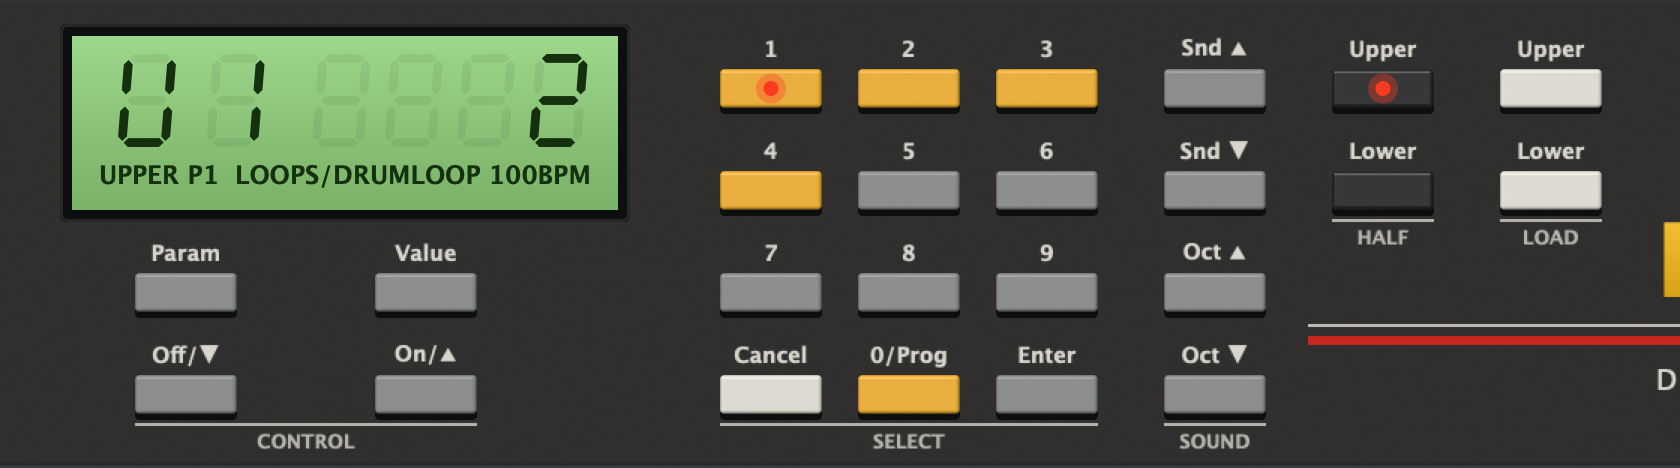 U1 2
UPPER P1 LOOPS/DRUMLOOP 100BPM
Param Value
Off/▼ On/▲
CONTROL
1 2 3
4 5 6
7 8 9
Cancel 0/Prog Enter
SELECT
Snd ▲
Snd ▼
Oct ▲
Oct ▼
SOUND
Upper Upper
Lower Lower
HALF LOAD
D